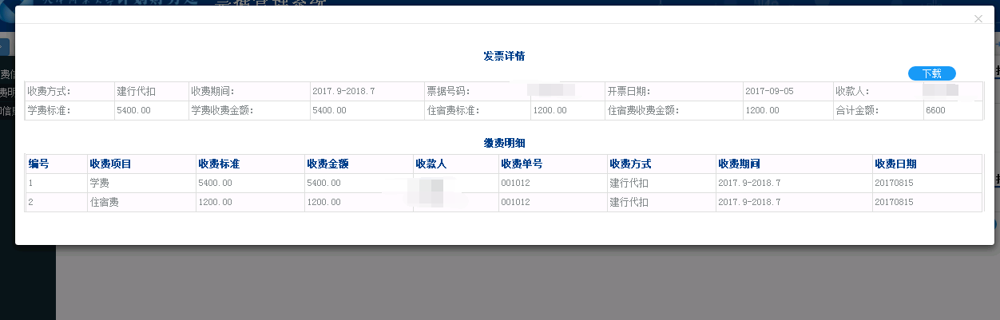 票据管理系统
×
发票详情
下载
收费方式: 建行代扣 收费期间: 2017.9-2018.7 票据号码: 开票日期: 2017-09-05 收款人:
学费标准: 5400.00 学费收费金额: 5400.00 住宿费标准: 1200.00 住宿费收费金额: 1200.00 合计金额: 6600
缴费明细
编号 收费项目 收费标准 收费金额 收款人 收费单号 收费方式 收费期间 收费日期
1 学费 5400.00 5400.00 001012 建行代扣 2017.9-2018.7 20170815
2 住宿费 1200.00 1200.00 001012 建行代扣 2017.9-2018.7 20170815